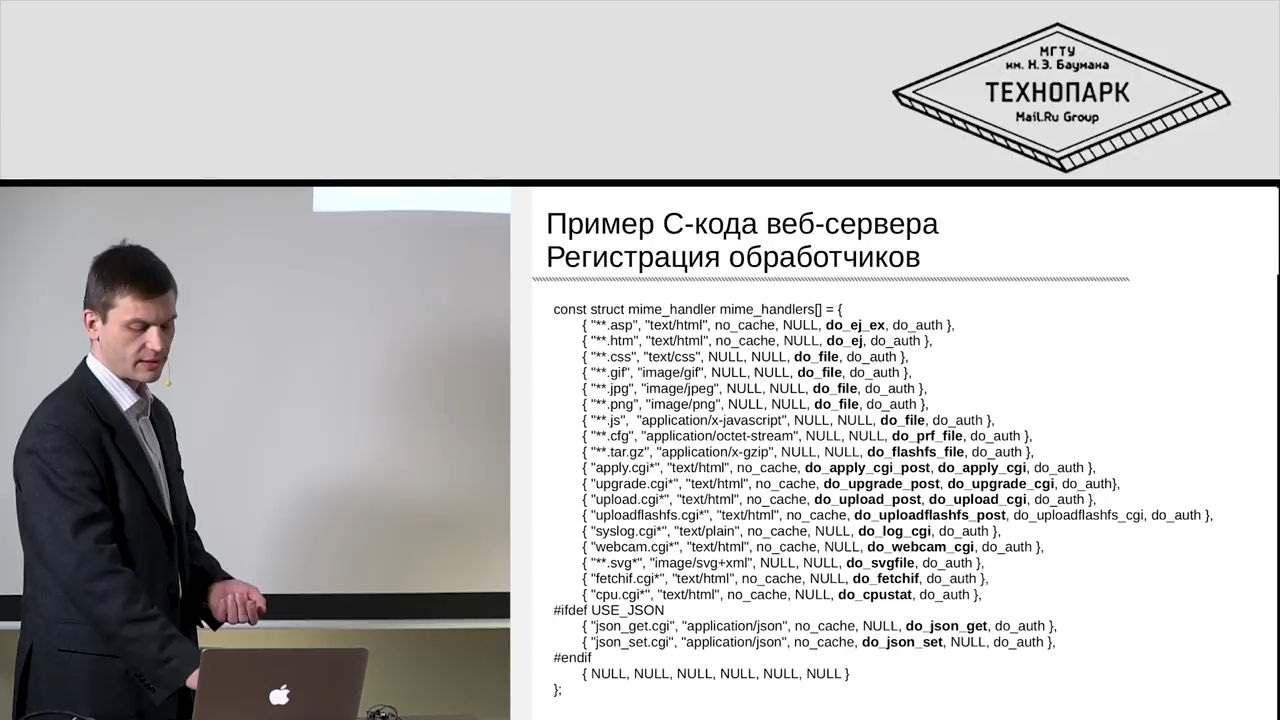 МГТУ
им. Н.Э. Баумана
ТЕХНОПАРК
Mail.Ru Group
Пример С-кода веб-сервера
Регистрация обработчиков
const struct mime_handler mime_handlers[] = {
{ "**.asp", "text/html", no_cache, NULL, do_ej_ex, do_auth },
{ "**.htm", "text/html", no_cache, NULL, do_ej, do_auth },
{ "**.css", "text/css", NULL, NULL, do_file, do_auth },
{ "**.gif", "image/gif", NULL, NULL, do_file, do_auth },
{ "**.jpg", "image/jpeg", NULL, NULL, do_file, do_auth },
{ "**.png", "image/png", NULL, NULL, do_file, do_auth },
{ "**.js",  "application/x-javascript", NULL, NULL, do_file, do_auth },
{ "**.cfg", "application/octet-stream", NULL, NULL, do_prf_file, do_auth },
{ "**.tar.gz", "application/x-gzip", NULL, NULL, do_flashfs_file, do_auth },
{ "apply.cgi*", "text/html", no_cache, do_apply_cgi_post, do_apply_cgi, do_auth },
{ "upgrade.cgi*", "text/html", no_cache, do_upgrade_post, do_upgrade_cgi, do_auth},
{ "upload.cgi*", "text/html", no_cache, do_upload_post, do_upload_cgi, do_auth },
{ "uploadflashfs.cgi*", "text/html", no_cache, do_uploadflashfs_post, do_uploadflashfs_cgi, do_auth },
{ "syslog.cgi*", "text/plain", no_cache, NULL, do_log_cgi, do_auth },
{ "webcam.cgi*", "text/html", no_cache, NULL, do_webcam_cgi, do_auth },
{ "**.svg*", "image/svg+xml", NULL, NULL, do_svgfile, do_auth },
{ "fetchif.cgi*", "text/html", no_cache, NULL, do_fetchif, do_auth },
{ "cpu.cgi*", "text/html", no_cache, NULL, do_cpustat, do_auth },
#ifdef USE_JSON
{ "json_get.cgi", "application/json", no_cache, NULL, do_json_get, do_auth },
{ "json_set.cgi", "application/json", no_cache, do_json_set, NULL, do_auth },
#endif
{ NULL, NULL, NULL, NULL, NULL, NULL }
};